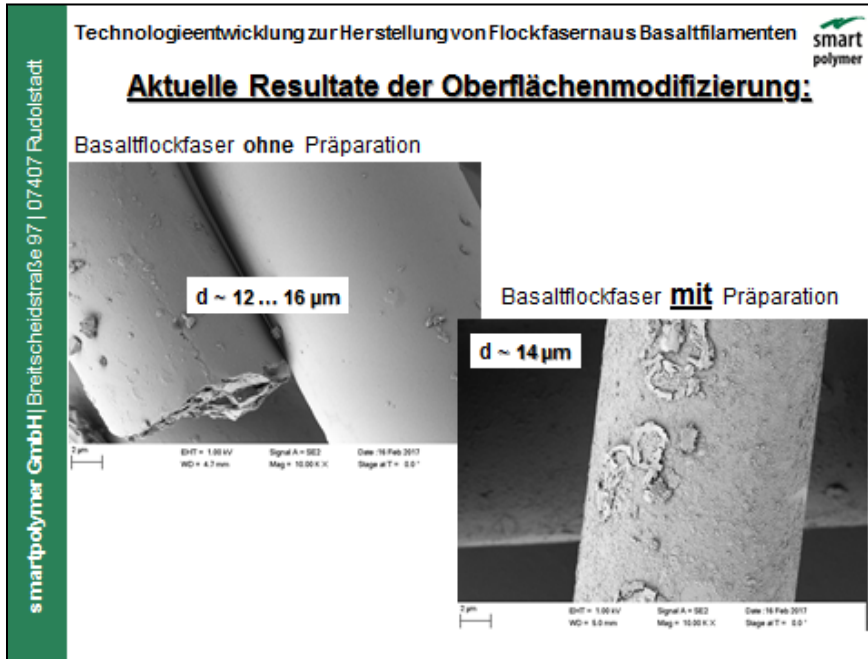 Technologieentwicklung zur Herstellung von Flockfasernaus Basaltfilamenten
smart
polymer
Aktuelle Resultate der Oberflächenmodifizierung:
smartpolymer GmbH | Breitscheidstraße 97 | 07407 Rudolstadt
Basaltflockfaser ohne Präparation
d ~ 12 ... 16 µm
2 µm
EHT = 1.00 kV
Signal A = SE2
Date :16 Feb 2017
WD = 4.7 mm
Mag = 10.00 K X
Stage at T = 0.0 °
Basaltflockfaser mit Präparation
d ~ 14 µm
2 µm
EHT = 1.00 kV
Signal A = SE2
Date :16 Feb 2017
WD = 5.0 mm
Mag = 10.00 K X
Stage at T = 0.0 °